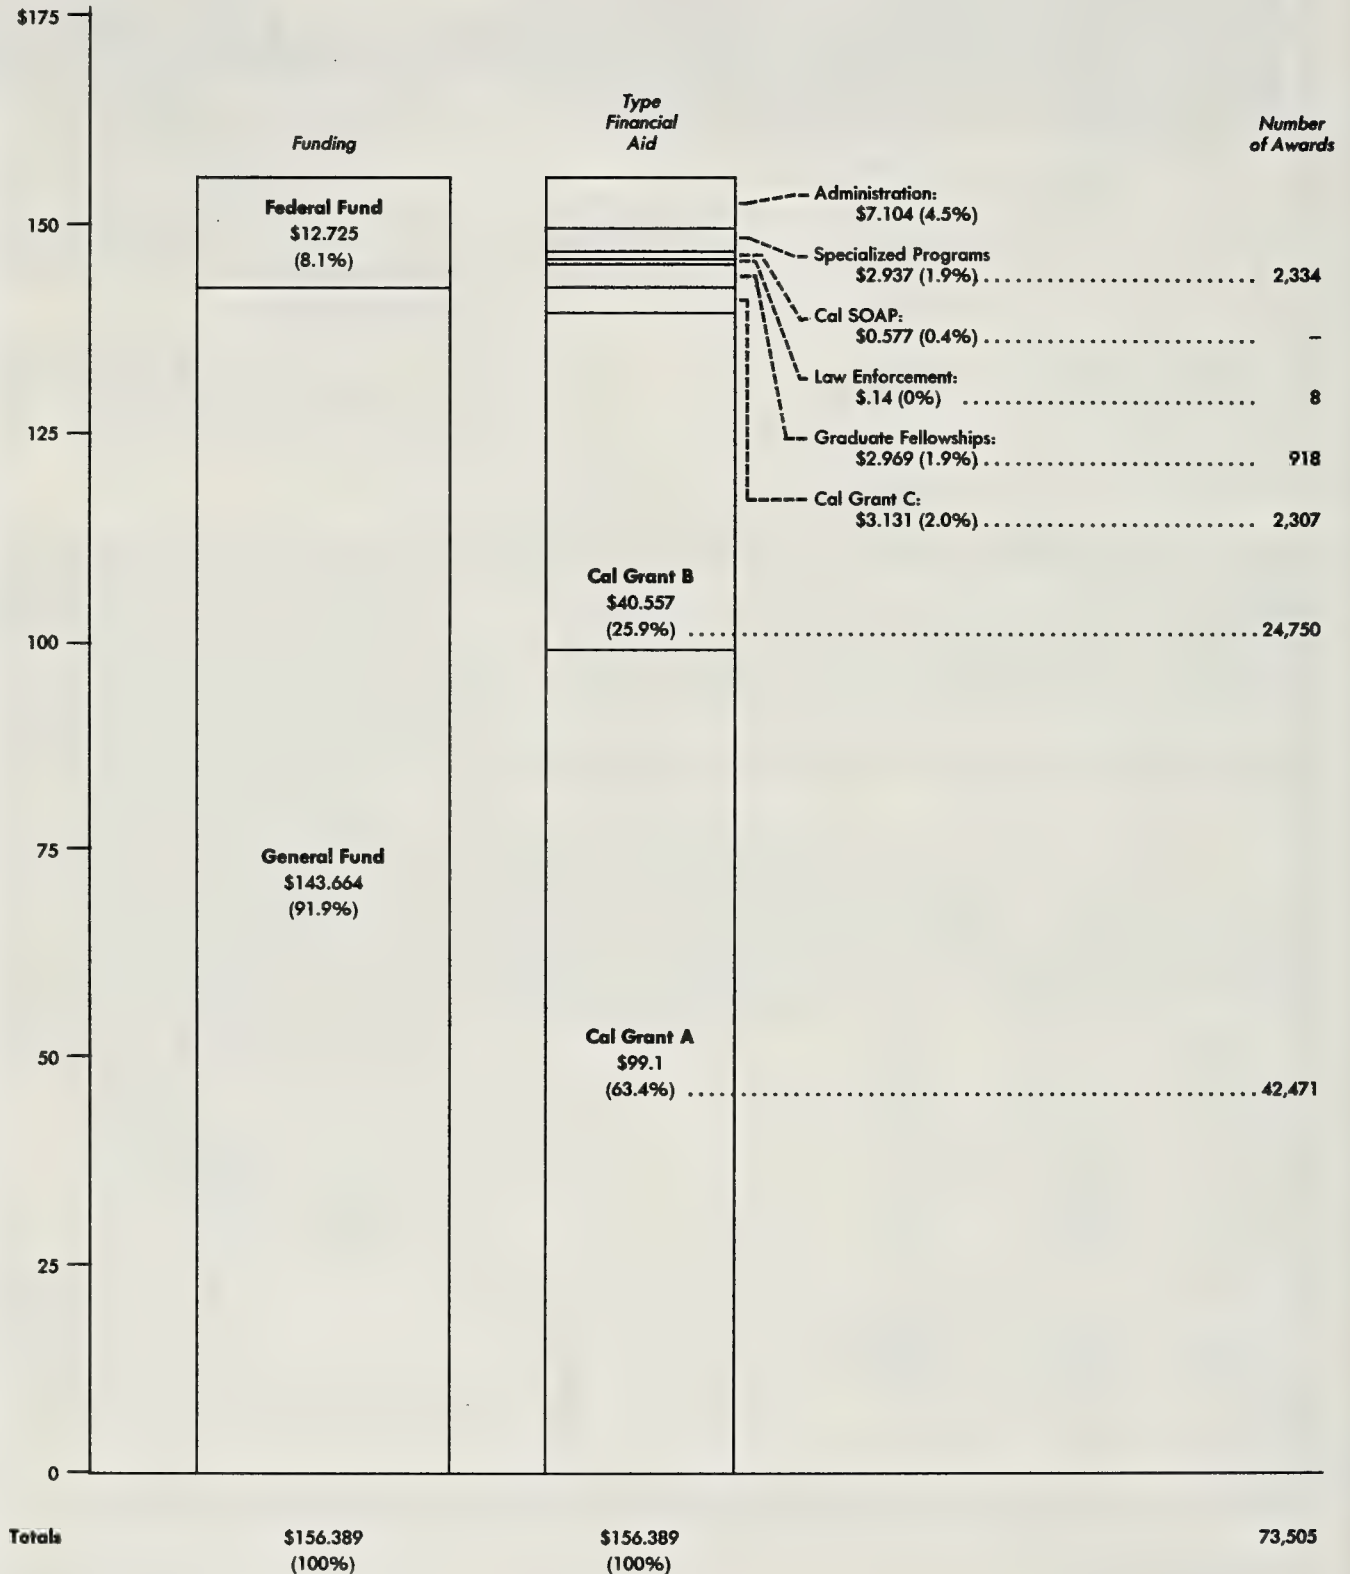 $175
150
125
100
75
50
25
0
Funding
Federal Fund
$12.725
(8.1%)
General Fund
$143.664
(91.9%)
Type
Financial
Aid
Cal Grant B
$40.557
(25.9%) ........ 24,750
Cal Grant A
$99.1
(63.4%) ........ 42,471
Number
of Awards
Administration:
$7.104 (4.5%)
Specialized Programs
$2.937 (1.9%) ........ 2,334
Cal SOAP:
$0.577 (0.4%) ........ –
Law Enforcement:
$.14 (0%) ........ 8
Graduate Fellowships:
$2.969 (1.9%) ........ 918
Cal Grant C:
$3.131 (2.0%) ........ 2,307
Totals $156.389 $156.389 73,505
(100%) (100%)